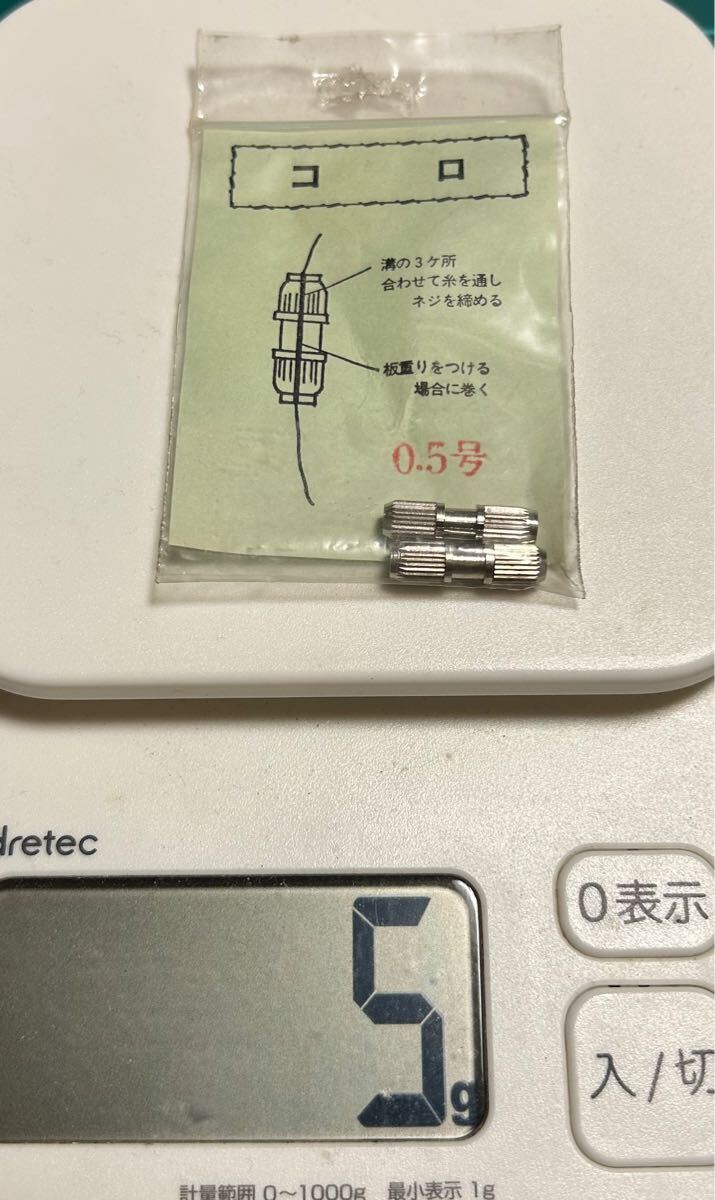 コロ
溝の3ケ所
合わせて糸を通し
ネジを締める
板重りをつける
場合に巻く
0.5号
dretec
0表示
5g
入/切
計量範囲 0～1000g 最小表示 1g